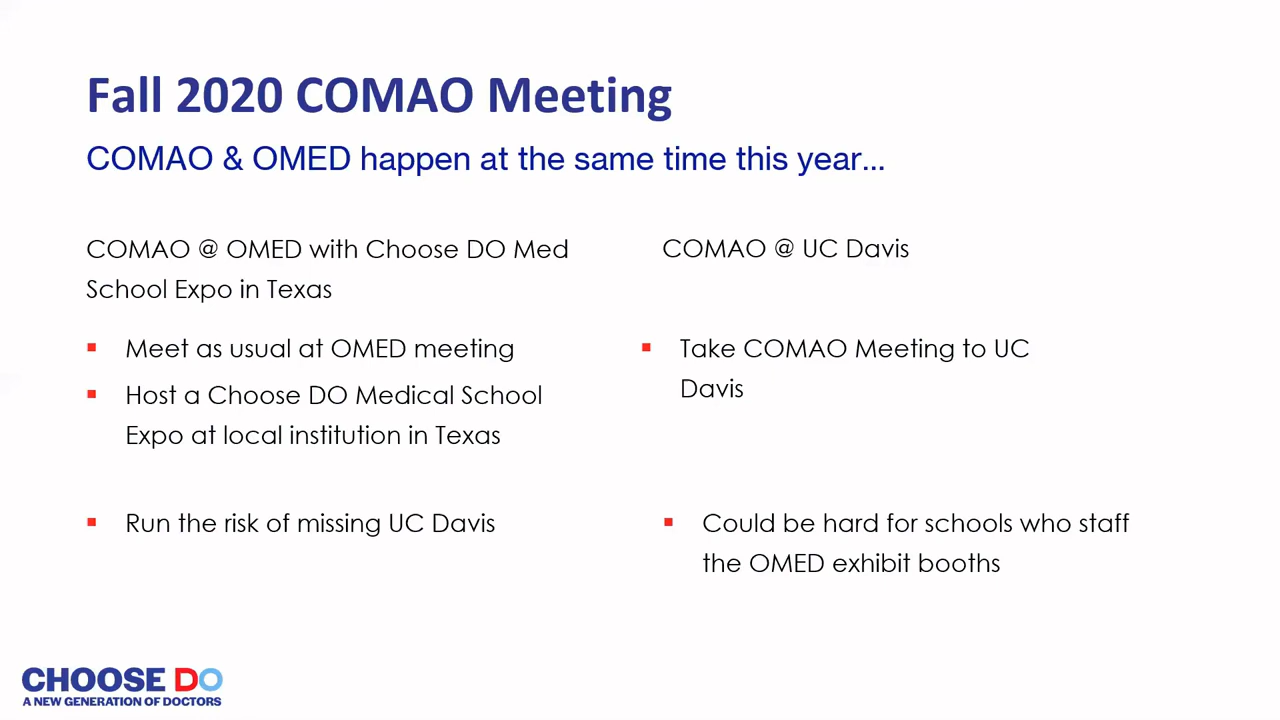 Fall 2020 COMAO Meeting
COMAO & OMED happen at the same time this year...
COMAO @ OMED with Choose DO Med
School Expo in Texas
▪ Meet as usual at OMED meeting
▪ Host a Choose DO Medical School
Expo at local institution in Texas
▪ Run the risk of missing UC Davis
COMAO @ UC Davis
▪ Take COMAO Meeting to UC
Davis
▪ Could be hard for schools who staff
the OMED exhibit booths
CHOOSE DO
A NEW GENERATION OF DOCTORS